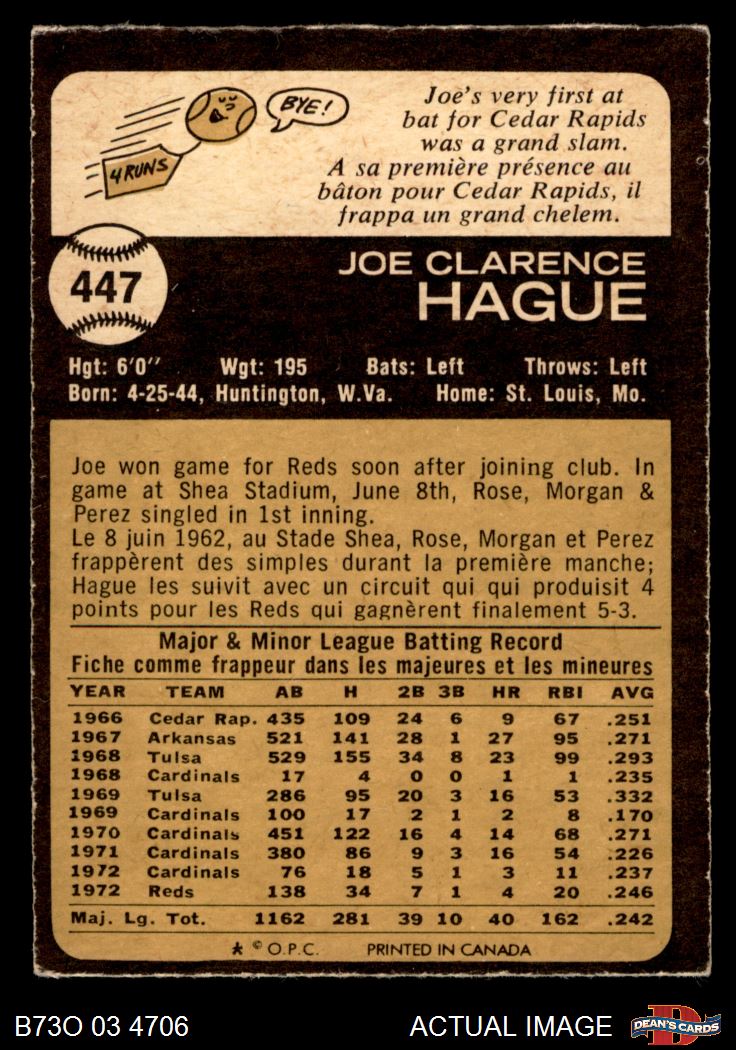 BYE!
4 RUNS
Joe's very first at
bat for Cedar Rapids
was a grand slam.
A sa première présence au
bâton pour Cedar Rapids, il
frappa un grand chelem.
447
JOE CLARENCE
HAGUE
Hgt: 6'0" Wgt: 195 Bats: Left Throws: Left
Born: 4-25-44, Huntington, W.Va. Home: St. Louis, Mo.
Joe won game for Reds soon after joining club. In
game at Shea Stadium, June 8th, Rose, Morgan &
Perez singled in 1st inning.
Le 8 juin 1962, au Stade Shea, Rose, Morgan et Perez
frappèrent des simples durant la première manche;
Hague les suivit avec un circuit qui qui produisit 4
points pour les Reds qui gagnèrent finalement 5-3.
Major & Minor League Batting Record
Fiche comme frappeur dans les majeures et les mineures
YEAR TEAM AB H 2B 3B HR RBI AVG
1966 Cedar Rap. 435 109 24 6 9 67 .251
1967 Arkansas 521 141 28 1 27 95 .271
1968 Tulsa 529 155 34 8 23 99 .293
1968 Cardinals 17 4 0 0 1 1 .235
1969 Tulsa 286 95 20 3 16 53 .332
1969 Cardinals 100 17 2 1 2 8 .170
1970 Cardinals 451 122 16 4 14 68 .271
1971 Cardinals 380 86 9 3 16 54 .226
1972 Cardinals 76 18 5 1 3 11 .237
1972 Reds 138 34 7 1 4 20 .246
Maj. Lg. Tot. 1162 281 39 10 40 162 .242
* © O.P.C. PRINTED IN CANADA
B73O 03 4706 ACTUAL IMAGE DEAN'S CARDS